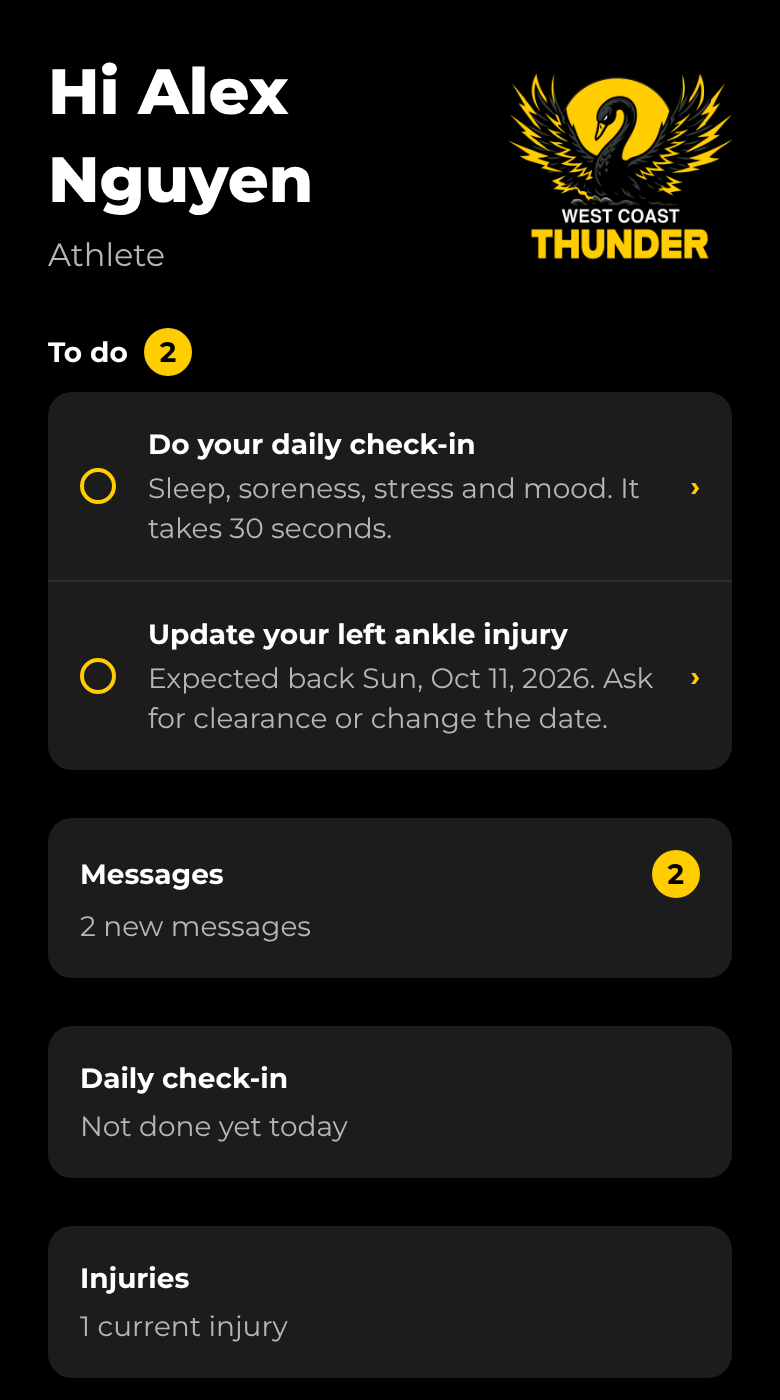 Hi Alex
Nguyen
Athlete
WEST COAST
THUNDER
To do 2
Do your daily check-in
Sleep, soreness, stress and mood. It
takes 30 seconds.
›
Update your left ankle injury
Expected back Sun, Oct 11, 2026. Ask
for clearance or change the date.
›
Messages 2
2 new messages
Daily check-in
Not done yet today
Injuries
1 current injury